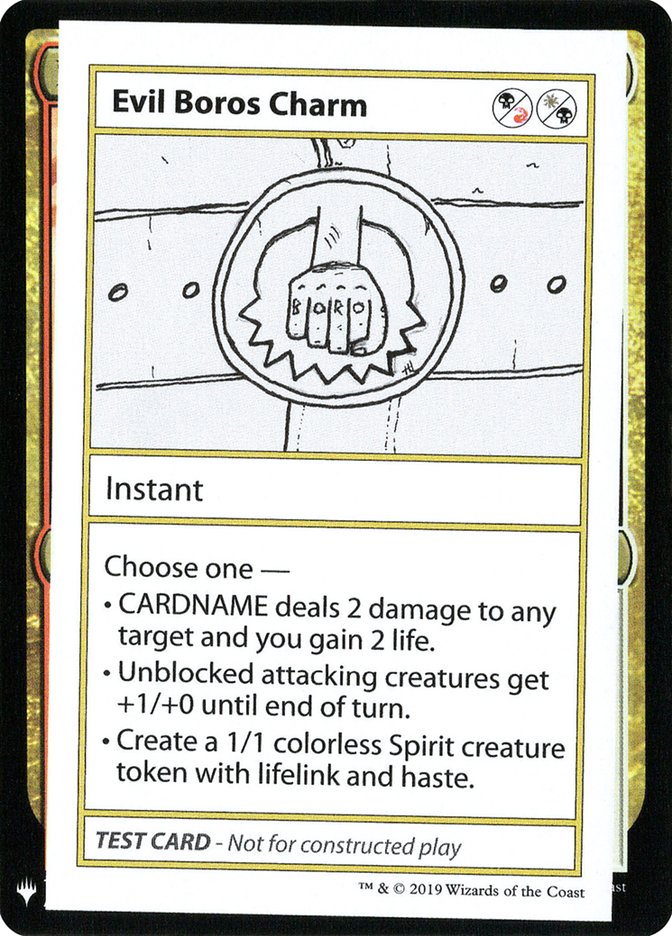 Evil Boros Charm
BOROS
Instant
Choose one —
• CARDNAME deals 2 damage to any
target and you gain 2 life.
• Unblocked attacking creatures get
+1/+0 until end of turn.
• Create a 1/1 colorless Spirit creature
token with lifelink and haste.
TEST CARD - Not for constructed play
™ & © 2019 Wizards of the Coast